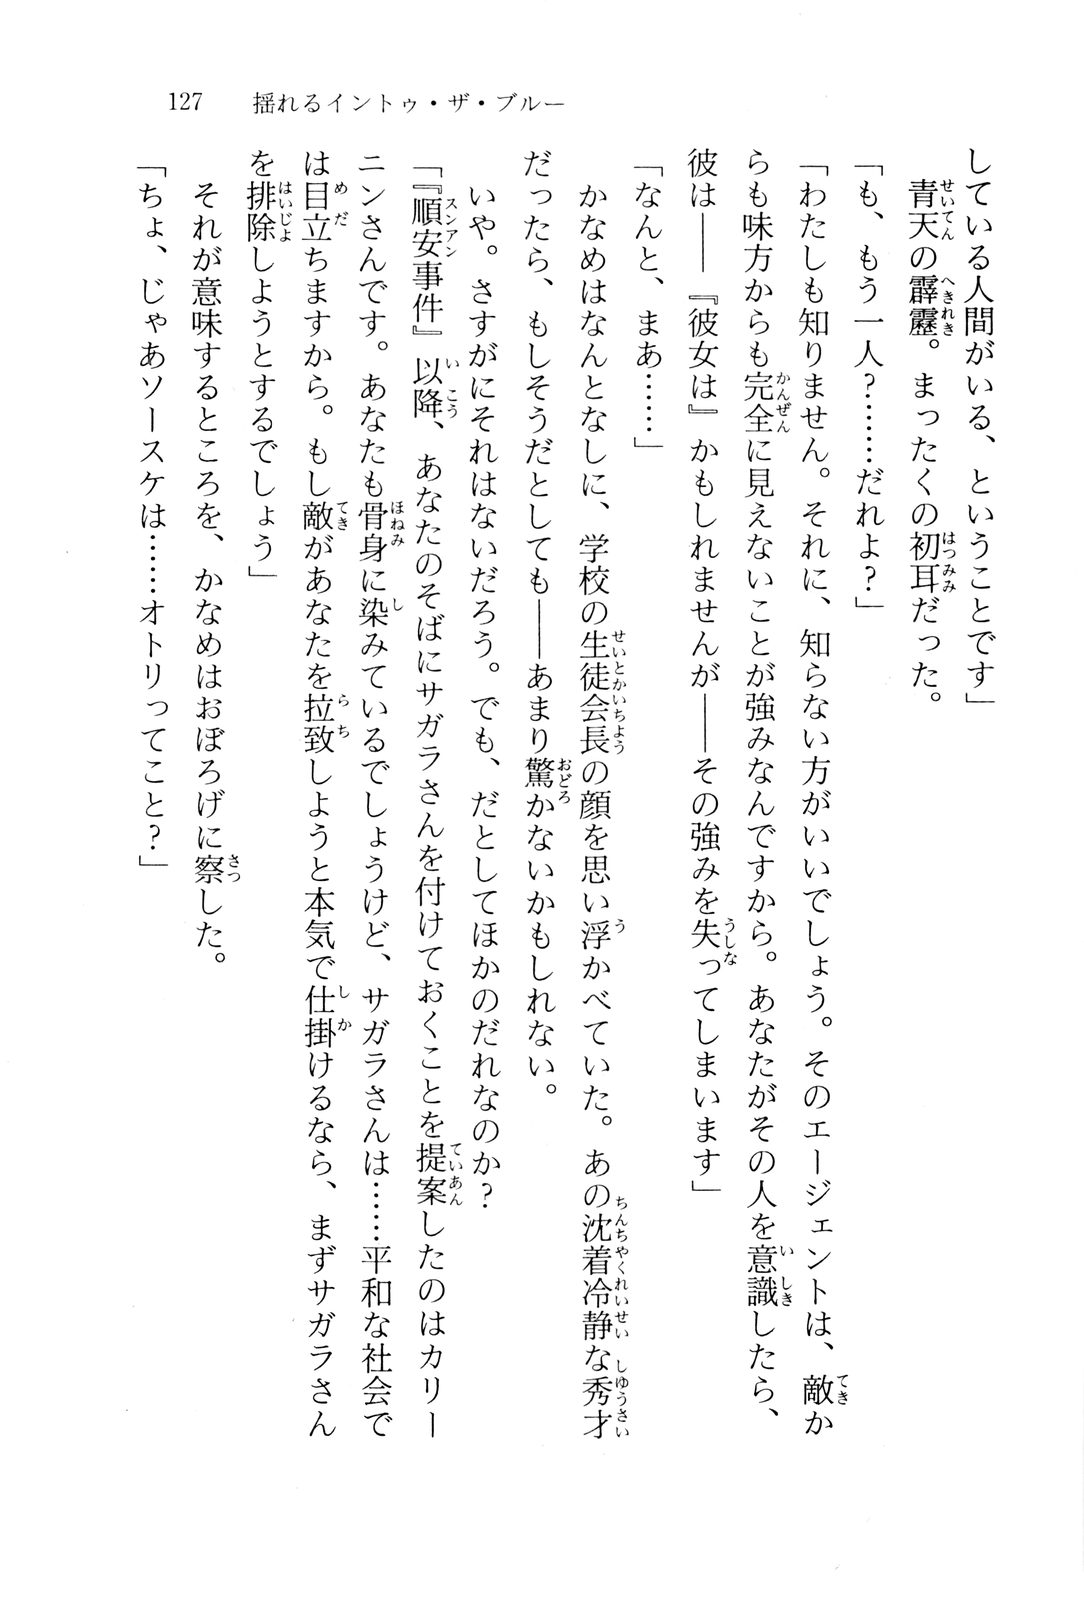 127　揺れるイントゥ・ザ・ブルー
している人間がいる、ということです」
　青天の霹靂。まったくの初耳だった。
「も、もう一人？……だれよ？」
「わたしも知りません。それに、知らない方がいいでしょう。そのエージェントは、敵か
らも味方からも完全に見えないことが強みなんですから。あなたがその人を意識したら、
彼は――『彼女は』かもしれませんが――その強みを失ってしまいます」
「なんと、まあ……」
　かなめはなんとなしに、学校の生徒会長の顔を思い浮かべていた。あの沈着冷静な秀才
だったら、もしそうだとしても――あまり驚かないかもしれない。
　いや。さすがにそれはないだろう。でも、だとしてほかのだれなのか？
「『順安事件』以降、あなたのそばにサガラさんを付けておくことを提案したのはカリー
ニンさんです。あなたも骨身に染みているでしょうけど、サガラさんは……平和な社会で
は目立ちますから。もし敵があなたを拉致しようと本気で仕掛けるなら、まずサガラさん
を排除しようとするでしょう」
　それが意味するところを、かなめはおぼろげに察した。
「ちょ、じゃあソースケは……オトリってこと？」